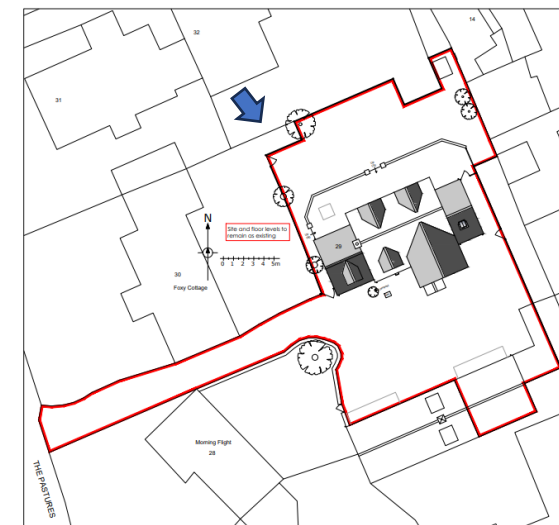 32
14
31
N
Site and floor levels to
remain as existing
0 1 2 3 4 5m
29
30
Foxy Cottage
Morning Flight
28
THE PASTURES